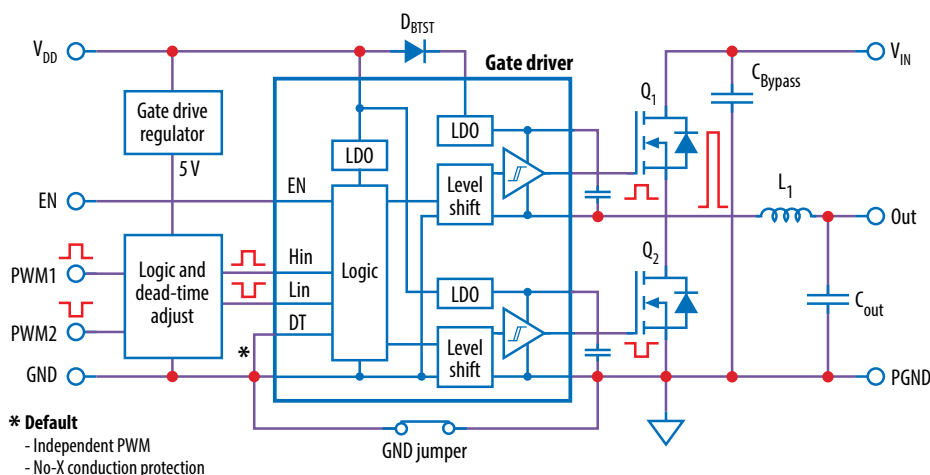 D_BTST
V_DD
Gate driver
V_IN
C_Bypass
Q_1
Gate drive
regulator
LDO
LDO
5 V
EN
EN
Level
shift
L_1
Out
PWM1
Logic and
dead-time
adjust
Hin
Logic
Q_2
Lin
LDO
C_out
PWM2
DT
*
Level
shift
GND
PGND
* Default
- Independent PWM
- No-X conduction protection
GND jumper